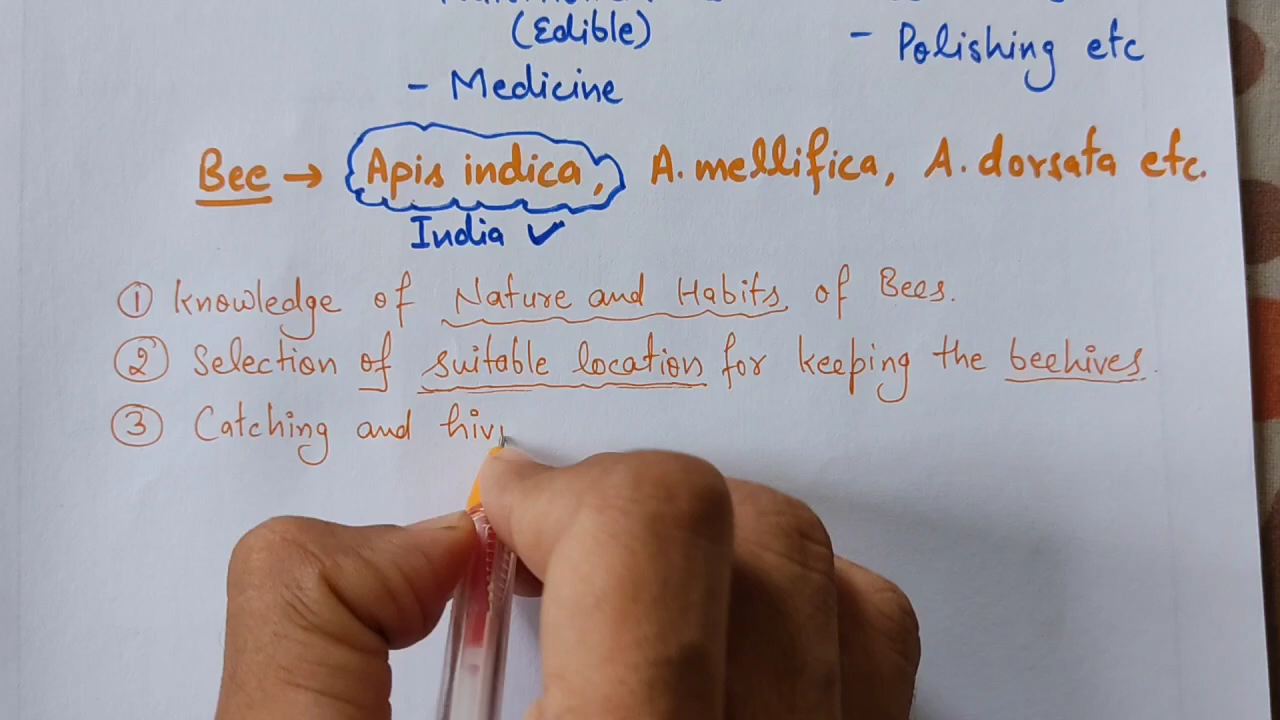 (Edible)
- Polishing etc
- Medicine
Bee → Apis indica, A. mellifica, A. dorsata etc.
India ✓
① Knowledge of Nature and Habits of Bees.
② Selection of suitable location for keeping the beehives.
③ Catching and hiv